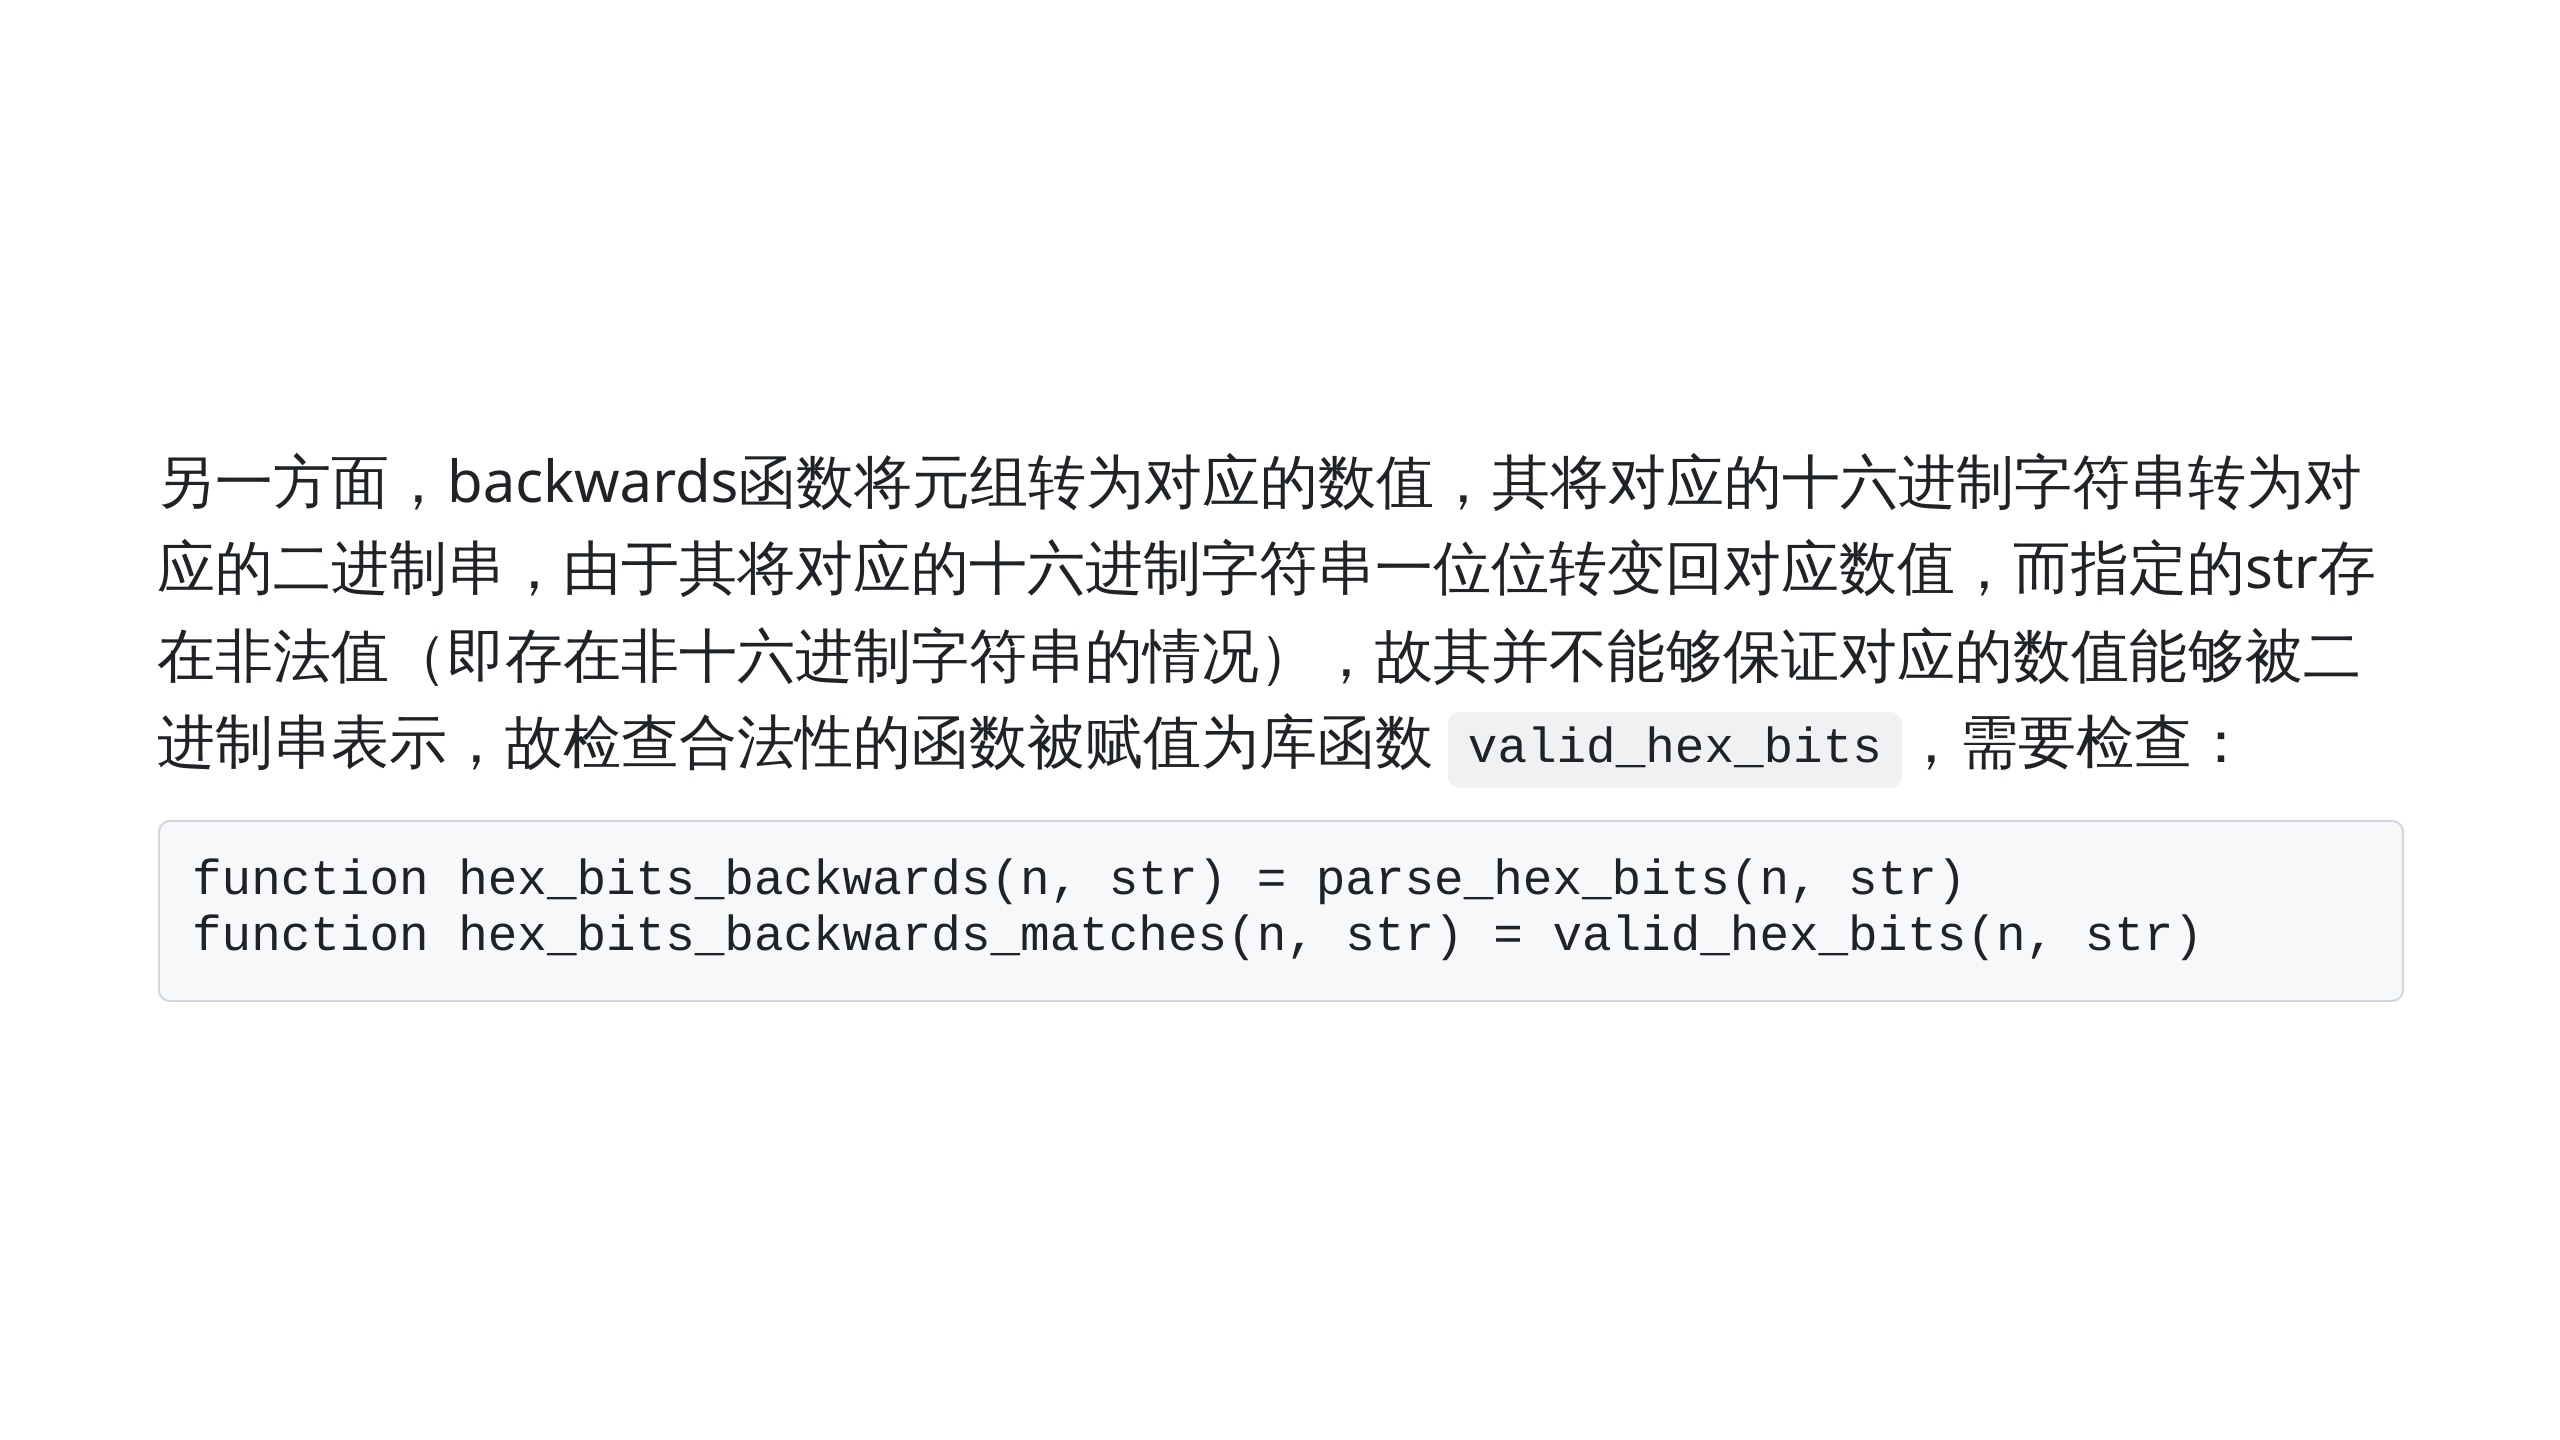 另一方面，backwards函数将元组转为对应的数值，其将对应的十六进制字符串转为对
应的二进制串，由于其将对应的十六进制字符串一位位转变回对应数值，而指定的str存
在非法值（即存在非十六进制字符串的情况），故其并不能够保证对应的数值能够被二
进制串表示，故检查合法性的函数被赋值为库函数 valid_hex_bits ，需要检查：
function hex_bits_backwards(n, str) = parse_hex_bits(n, str)
function hex_bits_backwards_matches(n, str) = valid_hex_bits(n, str)